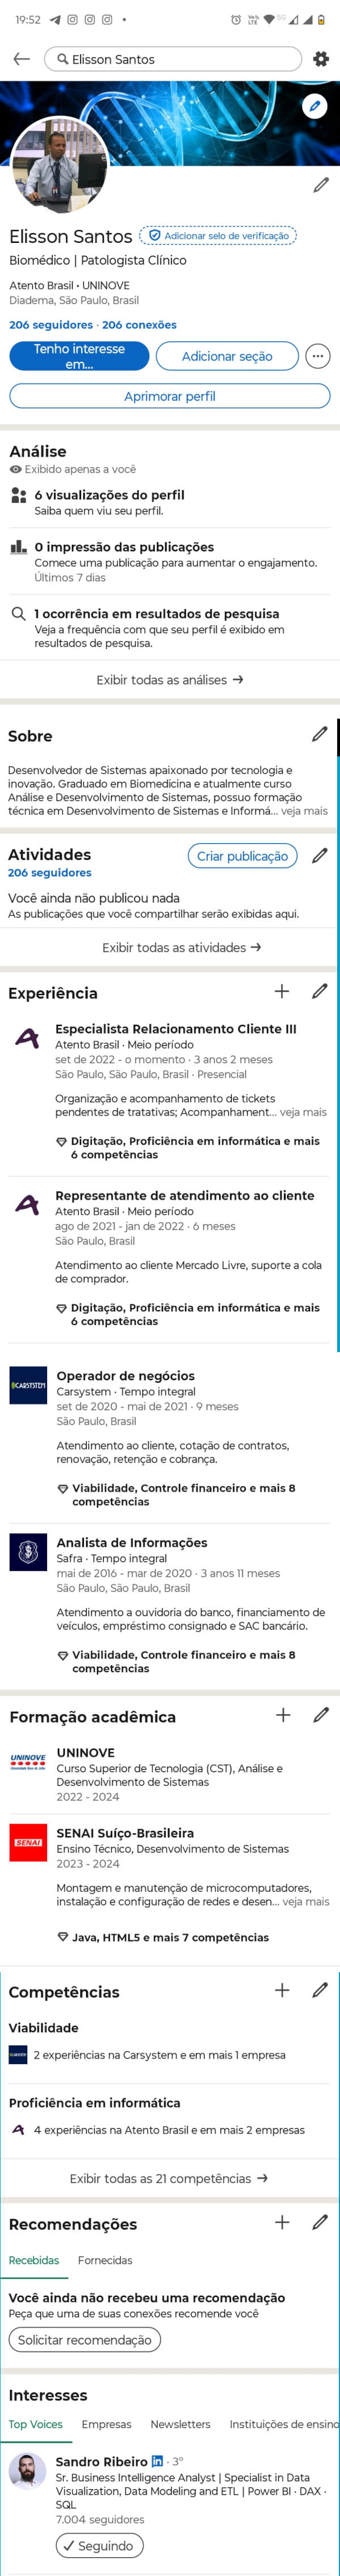 19:52
Elisson Santos
Elisson Santos
Adicionar selo de verificação
Biomédico | Patologista Clínico
Atento Brasil • UNINOVE
Diadema, São Paulo, Brasil
206 seguidores · 206 conexões
Tenho interesse
em...
Adicionar seção
Aprimorar perfil
Análise
Exibido apenas a você
6 visualizações do perfil
Saiba quem viu seu perfil.
0 impressão das publicações
Comece uma publicação para aumentar o engajamento.
Últimos 7 dias
1 ocorrência em resultados de pesquisa
Veja a frequência com que seu perfil é exibido em
resultados de pesquisa.
Exibir todas as análises →
Sobre
Desenvolvedor de Sistemas apaixonado por tecnologia e
inovação. Graduado em Biomedicina e atualmente curso
Análise e Desenvolvimento de Sistemas, possuo formação
técnica em Desenvolvimento de Sistemas e Informá... veja mais
Atividades
Criar publicação
206 seguidores
Você ainda não publicou nada
As publicações que você compartilhar serão exibidas aqui.
Exibir todas as atividades →
Experiência
Especialista Relacionamento Cliente III
Atento Brasil · Meio período
set de 2022 - o momento · 3 anos 2 meses
São Paulo, São Paulo, Brasil · Presencial
Organização e acompanhamento de tickets
pendentes de tratativas; Acompanhament... veja mais
Digitação, Proficiência em informática e mais
6 competências
Representante de atendimento ao cliente
Atento Brasil · Meio período
ago de 2021 - jan de 2022 · 6 meses
São Paulo, Brasil
Atendimento ao cliente Mercado Livre, suporte a cola
de comprador.
Digitação, Proficiência em informática e mais
6 competências
CARSYSTEM
Operador de negócios
Carsystem · Tempo integral
set de 2020 - mai de 2021 · 9 meses
São Paulo, Brasil
Atendimento ao cliente, cotação de contratos,
renovação, retenção e cobrança.
Viabilidade, Controle financeiro e mais 8
competências
Analista de Informações
Safra · Tempo integral
mai de 2016 - mar de 2020 · 3 anos 11 meses
São Paulo, São Paulo, Brasil
Atendimento a ouvidoria do banco, financiamento de
veículos, empréstimo consignado e SAC bancário.
Viabilidade, Controle financeiro e mais 8
competências
Formação acadêmica
UNINOVE
UNINOVE
Curso Superior de Tecnologia (CST), Análise e
Desenvolvimento de Sistemas
2022 - 2024
SENAI
SENAI Suíço-Brasileira
Ensino Técnico, Desenvolvimento de Sistemas
2023 - 2024
Montagem e manutenção de microcomputadores,
instalação e configuração de redes e desen... veja mais
Java, HTML5 e mais 7 competências
Competências
Viabilidade
2 experiências na Carsystem e em mais 1 empresa
Proficiência em informática
4 experiências na Atento Brasil e em mais 2 empresas
Exibir todas as 21 competências →
Recomendações
Recebidas Fornecidas
Você ainda não recebeu uma recomendação
Peça que uma de suas conexões recomende você
Solicitar recomendação
Interesses
Top Voices Empresas Newsletters Instituições de ensino
Sandro Ribeiro in · 3º
Sr. Business Intelligence Analyst | Specialist in Data
Visualization, Data Modeling and ETL | Power BI · DAX ·
SQL
7.004 seguidores
✓ Seguindo